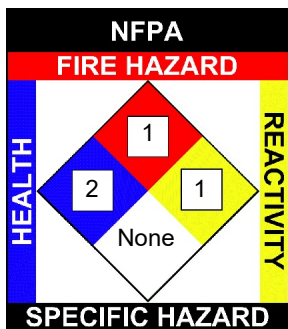 NFPA
FIRE HAZARD
HEALTH
1
2
1
REACTIVITY
None
SPECIFIC HAZARD